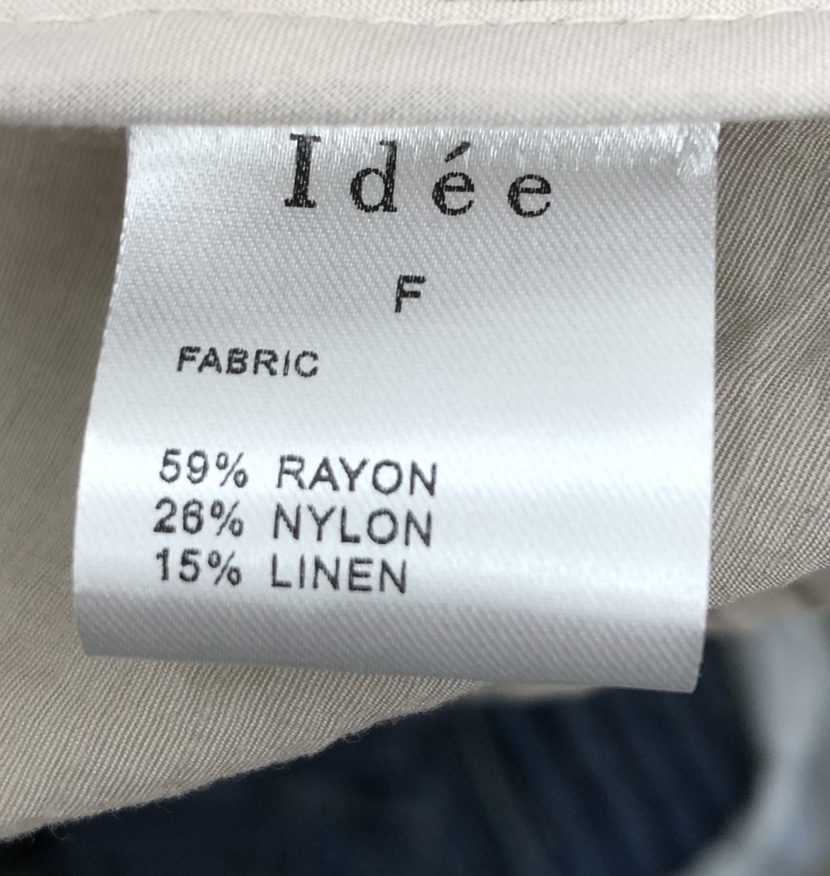 Idée
F
FABRIC
59% RAYON
26% NYLON
15% LINEN